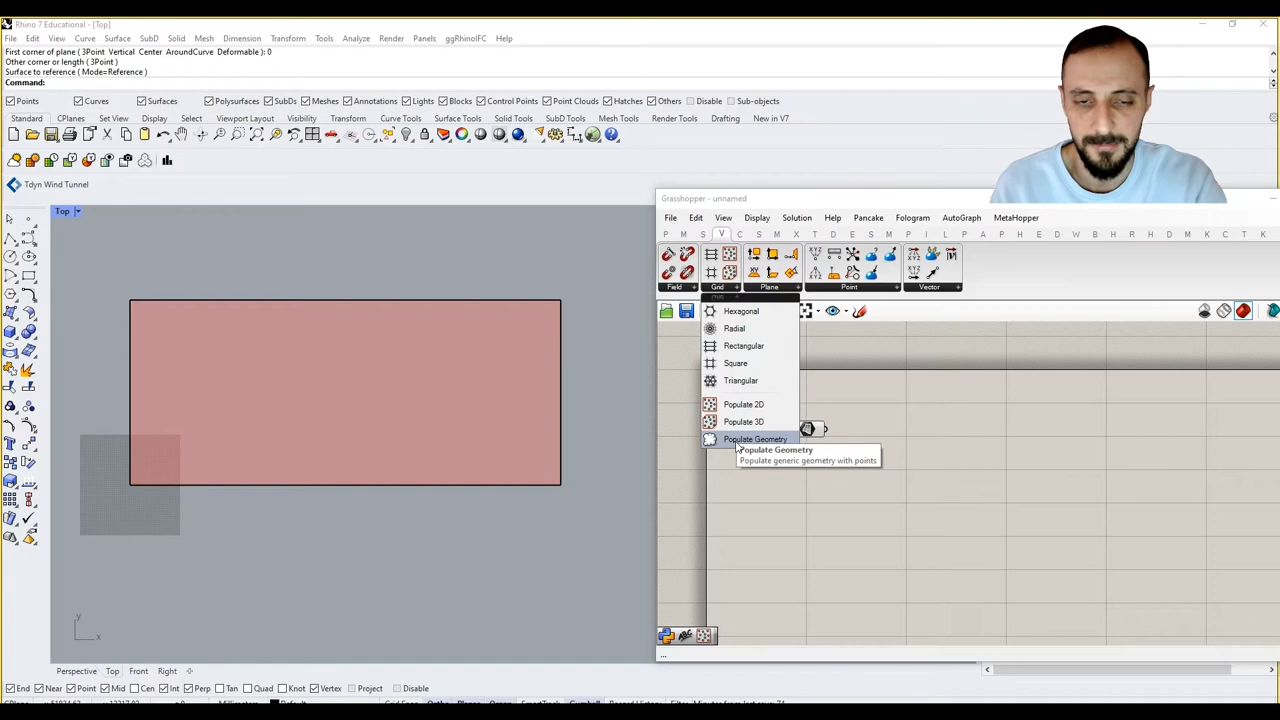 Rhino 7 Educational - [Top]
File Edit View Curve Surface SubD Solid Mesh Dimension Transform Tools Analyze Render Panels ggRhinoIFC Help
First corner of plane ( 3Point Vertical Center AroundCurve Deformable ): 0
Other corner or length ( 3Point )
Surface to reference ( Mode=Reference )
Command:
Points Curves Surfaces Polysurfaces SubDs Meshes Annotations Lights Blocks Control Points Point Clouds Hatches Others Disable Sub-objects
Standard CPlanes Set View Display Select Viewport Layout Visibility Transform Curve Tools Surface Tools Solid Tools SubD Tools Mesh Tools Render Tools Drafting New in V7
Tdyn Wind Tunnel
Top
Grasshopper - unnamed
File Edit View Display Solution Help Pancake Fologram AutoGraph MetaHopper
P M S V C S M I X T D W B L E K U B H P C A P L T K
Field Grid Plane Point Vector
Hexagonal
Radial
Rectangular
Square
Triangular
Populate 2D
Populate 3D
Populate Geometry
Populate Geometry
Populate generic geometry with points
...
y
x
Perspective Top Front Right
End Near Point Mid Cen Int Perp Tan Quad Knot Vertex Project Disable